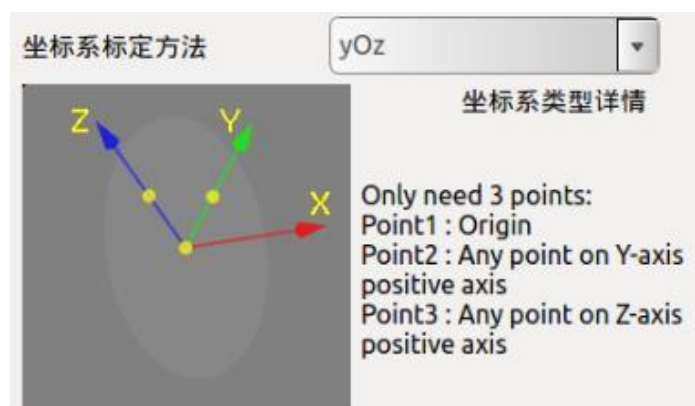 坐标系标定方法
yOz
坐标系类型详情
Z
Y
X
Only need 3 points:
Point1 : Origin
Point2 : Any point on Y-axis
positive axis
Point3 : Any point on Z-axis
positive axis